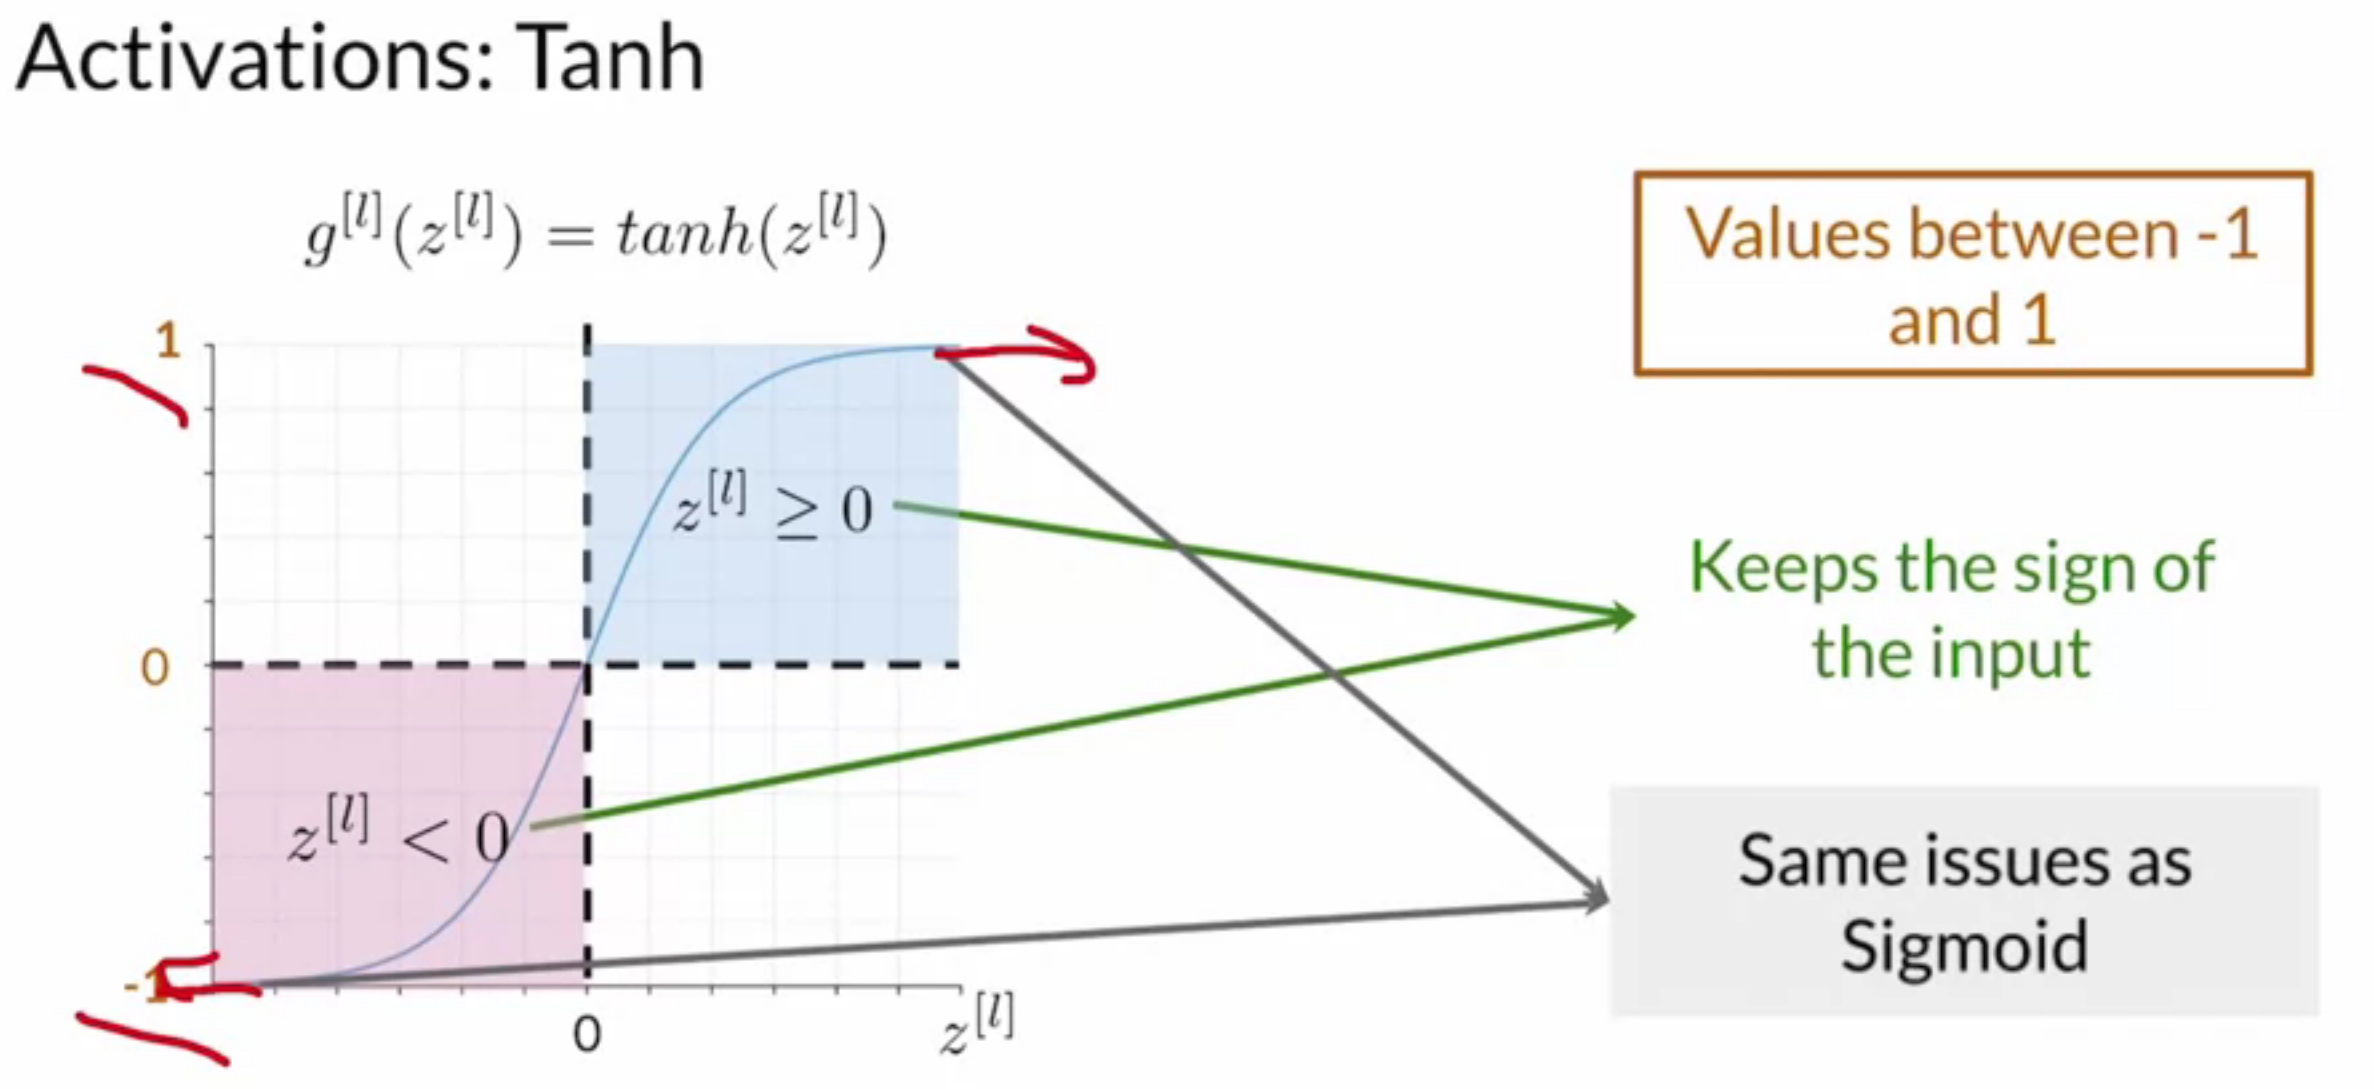 Activations: Tanh
g^{[l]}(z^{[l]}) = tanh(z^{[l]})
Values between -1
and 1
1
z^{[l]} ≥ 0
Keeps the sign of
the input
0
z^{[l]} < 0
Same issues as
Sigmoid
-1
0
z^{[l]}